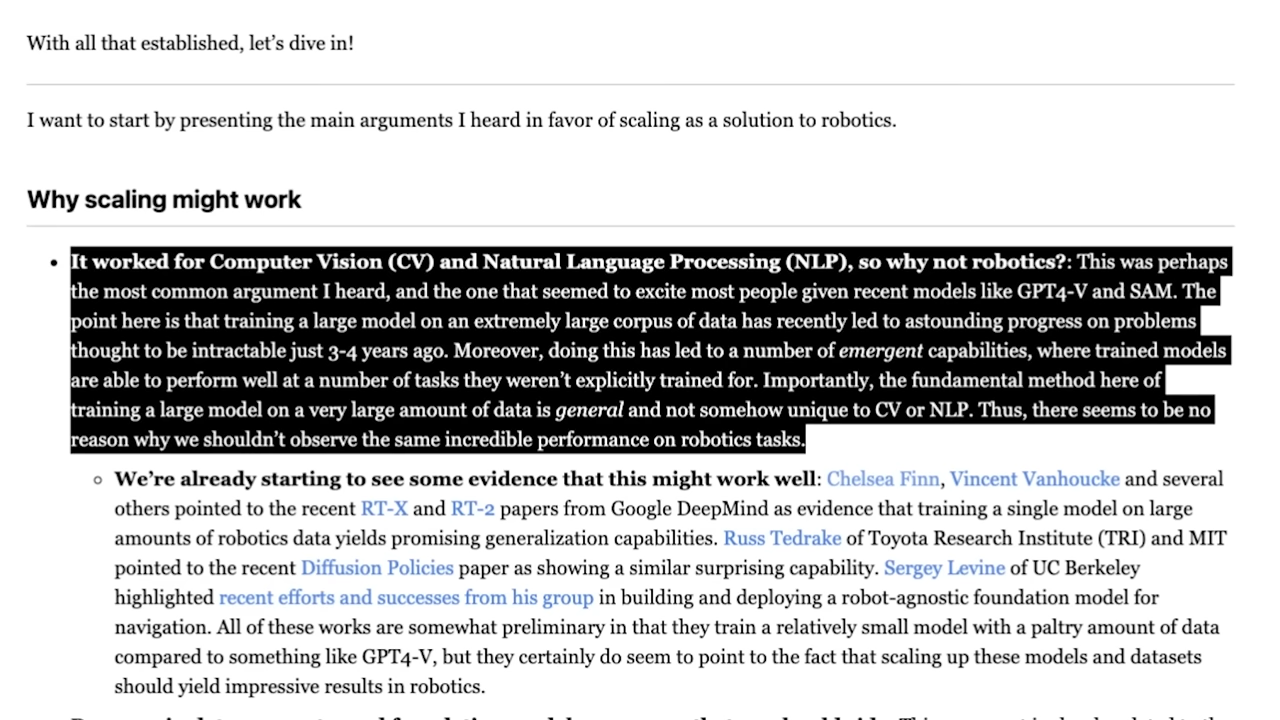 With all that established, let’s dive in!
I want to start by presenting the main arguments I heard in favor of scaling as a solution to robotics.
Why scaling might work
• It worked for Computer Vision (CV) and Natural Language Processing (NLP), so why not robotics?: This was perhaps
the most common argument I heard, and the one that seemed to excite most people given recent models like GPT4-V and SAM. The
point here is that training a large model on an extremely large corpus of data has recently led to astounding progress on problems
thought to be intractable just 3-4 years ago. Moreover, doing this has led to a number of emergent capabilities, where trained models
are able to perform well at a number of tasks they weren’t explicitly trained for. Importantly, the fundamental method here of
training a large model on a very large amount of data is general and not somehow unique to CV or NLP. Thus, there seems to be no
reason why we shouldn’t observe the same incredible performance on robotics tasks.
◦ We’re already starting to see some evidence that this might work well: Chelsea Finn, Vincent Vanhoucke and several
others pointed to the recent RT-X and RT-2 papers from Google DeepMind as evidence that training a single model on large
amounts of robotics data yields promising generalization capabilities. Russ Tedrake of Toyota Research Institute (TRI) and MIT
pointed to the recent Diffusion Policies paper as showing a similar surprising capability. Sergey Levine of UC Berkeley
highlighted recent efforts and successes from his group in building and deploying a robot-agnostic foundation model for
navigation. All of these works are somewhat preliminary in that they train a relatively small model with a paltry amount of data
compared to something like GPT4-V, but they certainly do seem to point to the fact that scaling up these models and datasets
should yield impressive results in robotics.